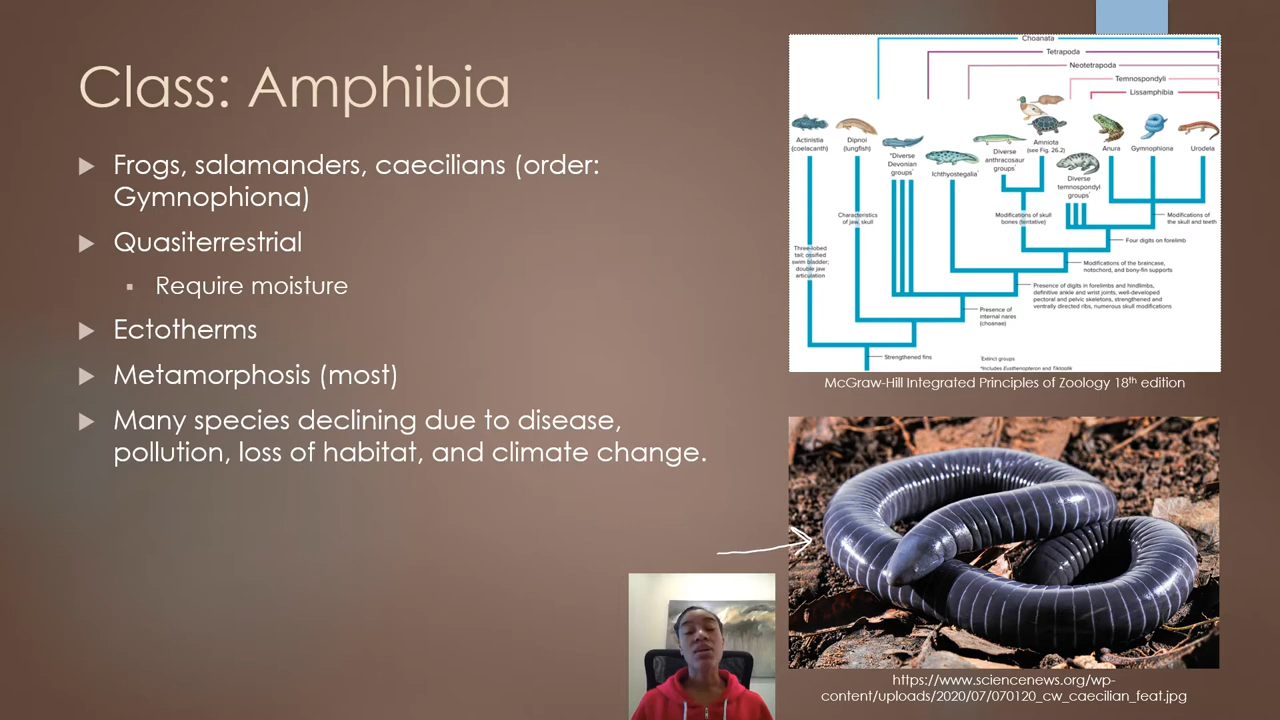 Class: Amphibia
Frogs, salamanders, caecilians (order:
Gymnophiona)
Quasiterrestrial
Require moisture
Ectotherms
Metamorphosis (most)
Many species declining due to disease,
pollution, loss of habitat, and climate change.
Choanata
Tetrapoda
Neotetrapoda
Temnospondyli
Lissamphibia
Actinistia
(coelacanth)
Dipnoi
(lungfish)
*Diverse
Devonian
groups†
Ichthyostegalia†
Diverse
anthracosaur
groups†
Amniota
(see Fig. 26.2)
Diverse
temnospondyl
groups†
Anura
Gymnophiona
Urodela
Characteristics
of jaw, skull
Modifications of skull
bones (tentative)
Modifications of
the skull and teeth
Four digits on forelimb
Three-lobed
tail; ossified
swim bladder;
double jaw
articulation
Modifications of the braincase,
notochord, and bony-fin supports
Presence of digits in forelimbs and hindlimbs,
definitive ankle and wrist joints, well-developed
pectoral and pelvic skeletons, strengthened and
ventrally directed ribs, numerous skull modifications
Presence of
internal nares
(choanae)
Strengthened fins
†Extinct groups
*Includes Eusthenopteron and Tiktaalik
McGraw-Hill Integrated Principles of Zoology 18th edition
https://www.sciencenews.org/wp-
content/uploads/2020/07/070120_cw_caecilian_feat.jpg